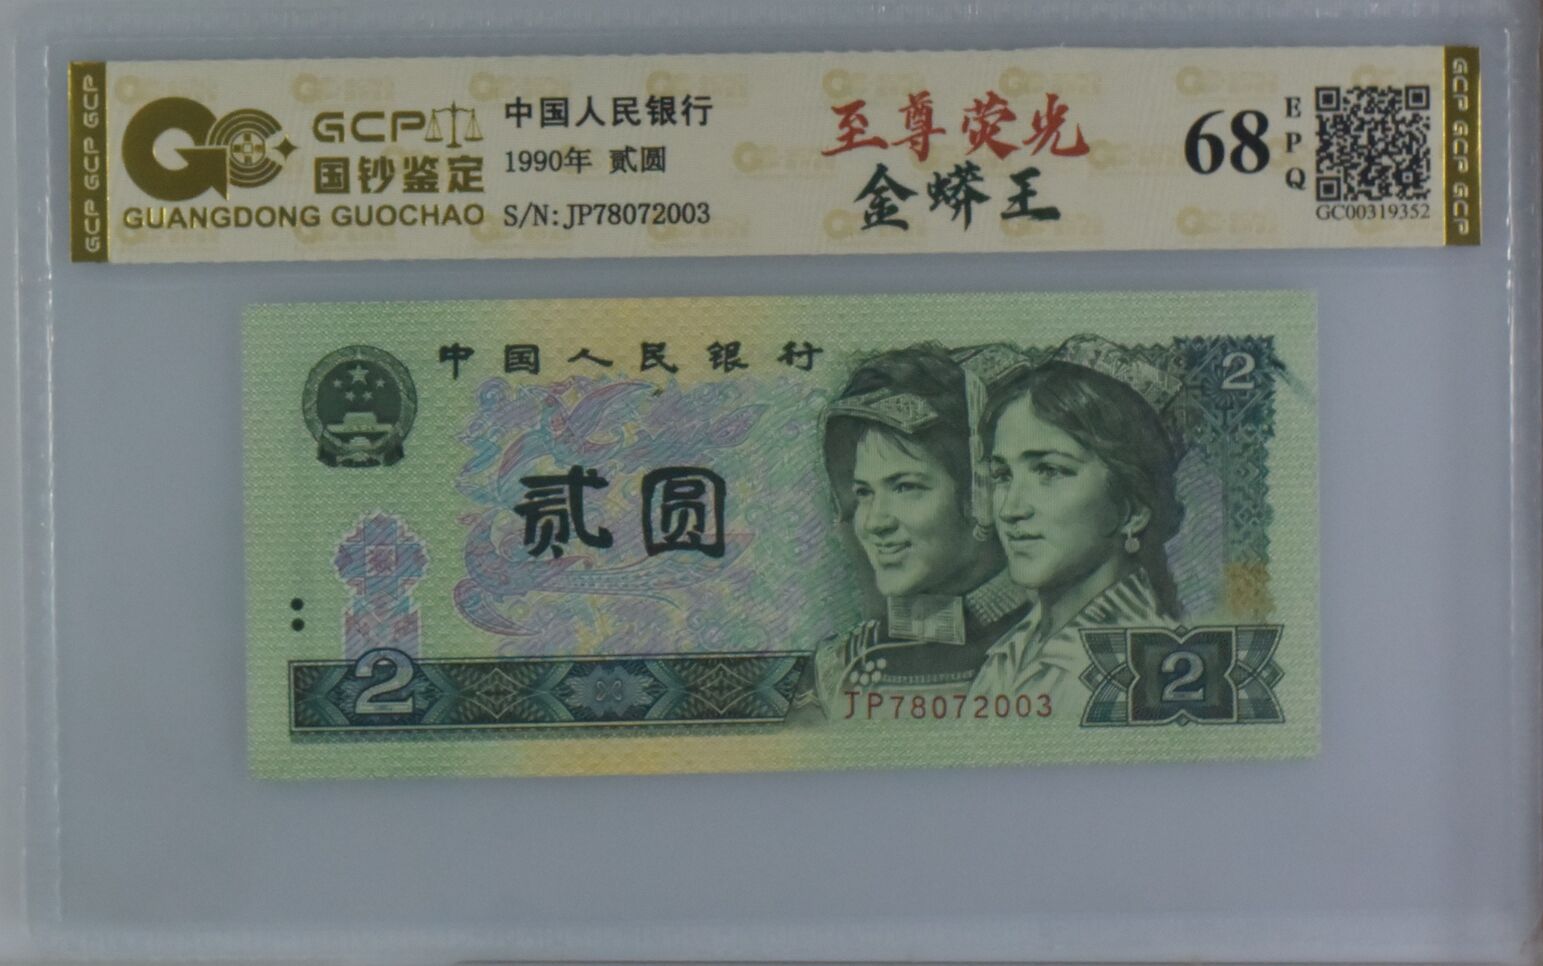 GCP GCP GCP
GCP
国钞鉴定
GUANGDONG GUOCHAO
中国人民银行
1990年 贰圆
S/N:JP78072003
至尊荧光
金蟒王
68
EPQ
GC00319352
GCP GCP GCP
中国人民银行
2
贰圆
2
JP78072003
2